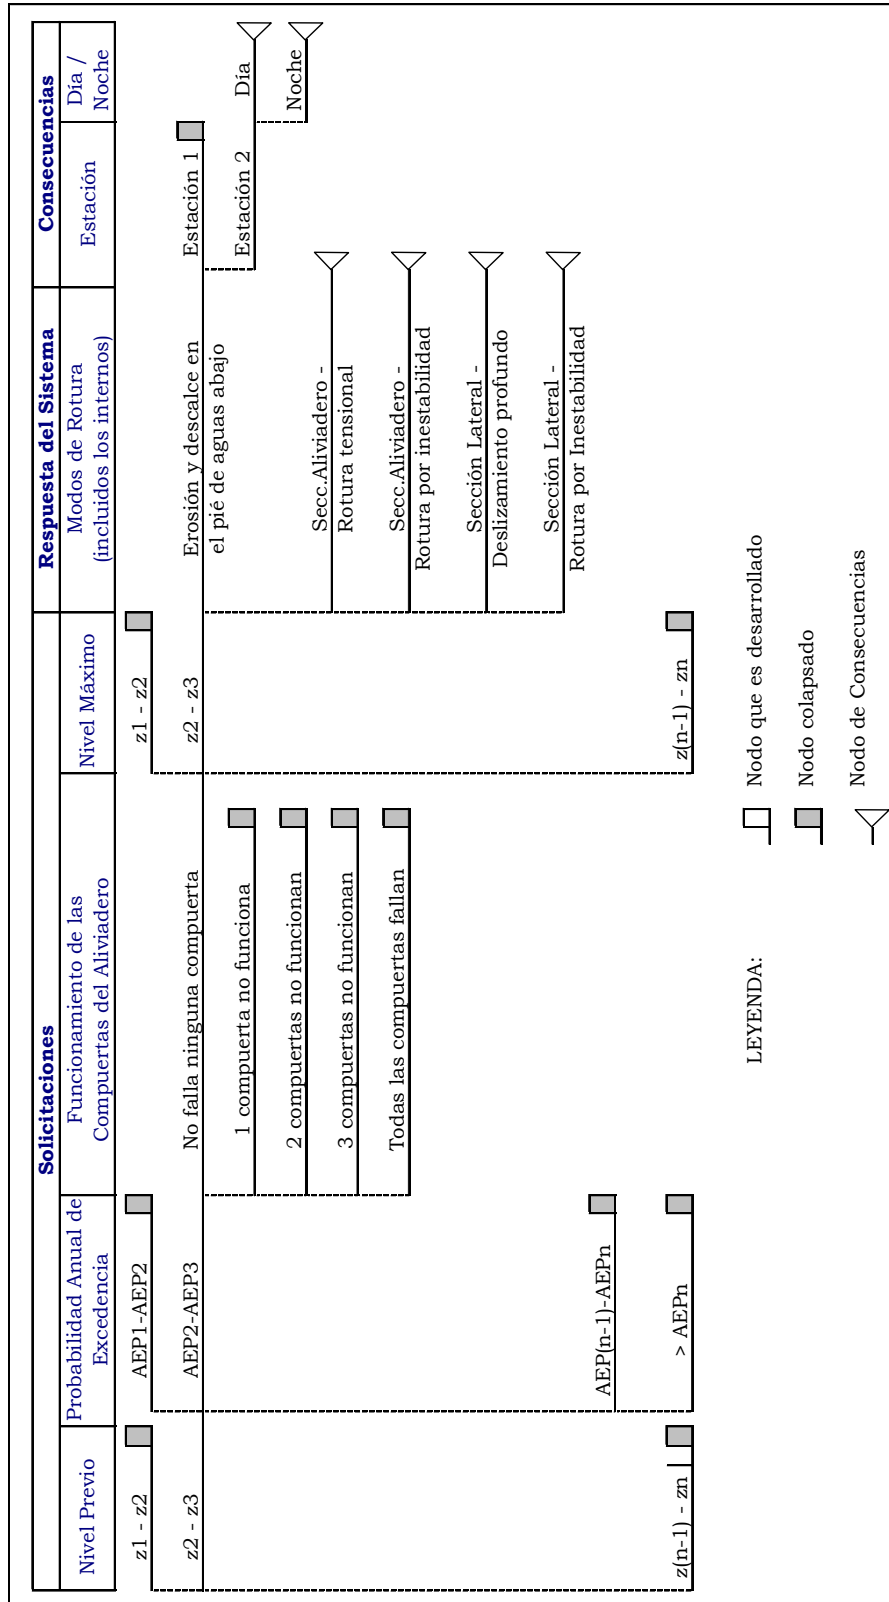 Solicitaciones
Respuesta del Sistema
Consecuencias
Nivel Previo
Probabilidad Anual de
Excedencia
Funcionamiento de las
Compuertas del Aliviadero
Nivel Máximo
Modos de Rotura
(incluidos los internos)
Estación
Día /
Noche
z1 - z2
z2 - z3
z(n-1) - zn
AEP1-AEP2
AEP2-AEP3
AEP(n-1)-AEPn
> AEPn
No falla ninguna compuerta
1 compuerta no funciona
2 compuertas no funcionan
3 compuertas no funcionan
Todas las compuertas fallan
z1 - z2
z2 - z3
z(n-1) - zn
Erosión y descalce en
el pié de aguas abajo
Secc.Aliviadero -
Rotura tensional
Secc.Aliviadero -
Rotura por inestabilidad
Sección Lateral -
Deslizamiento profundo
Sección Lateral -
Rotura por Inestabilidad
Estación 1
Estación 2
Día
Noche
LEYENDA:
Nodo que es desarrollado
Nodo colapsado
Nodo de Consecuencias